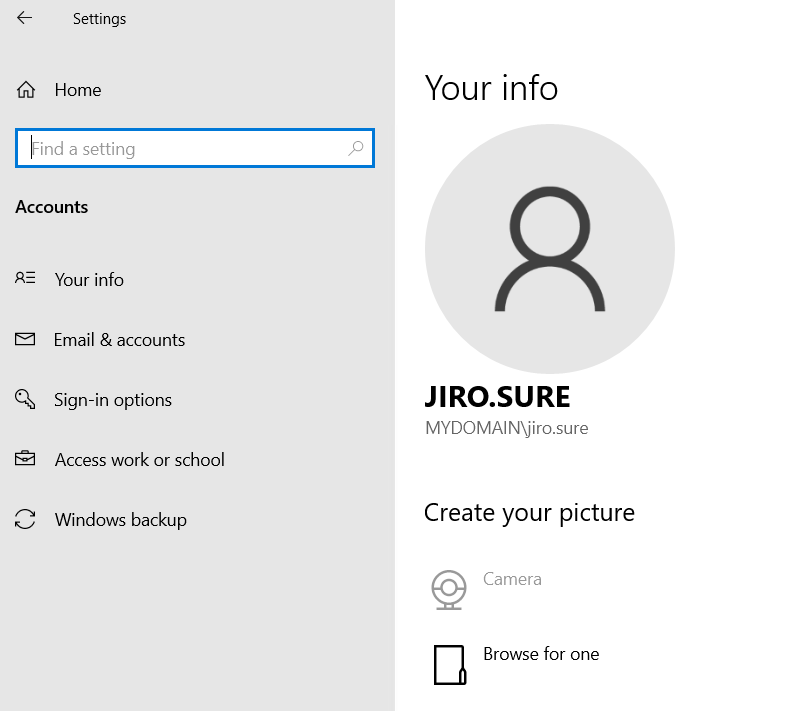 Settings
Home
Find a setting
Accounts
Your info
Email & accounts
Sign-in options
Access work or school
Windows backup
Your info
JIRO.SURE
MYDOMAIN\jiro.sure
Create your picture
Camera
Browse for one